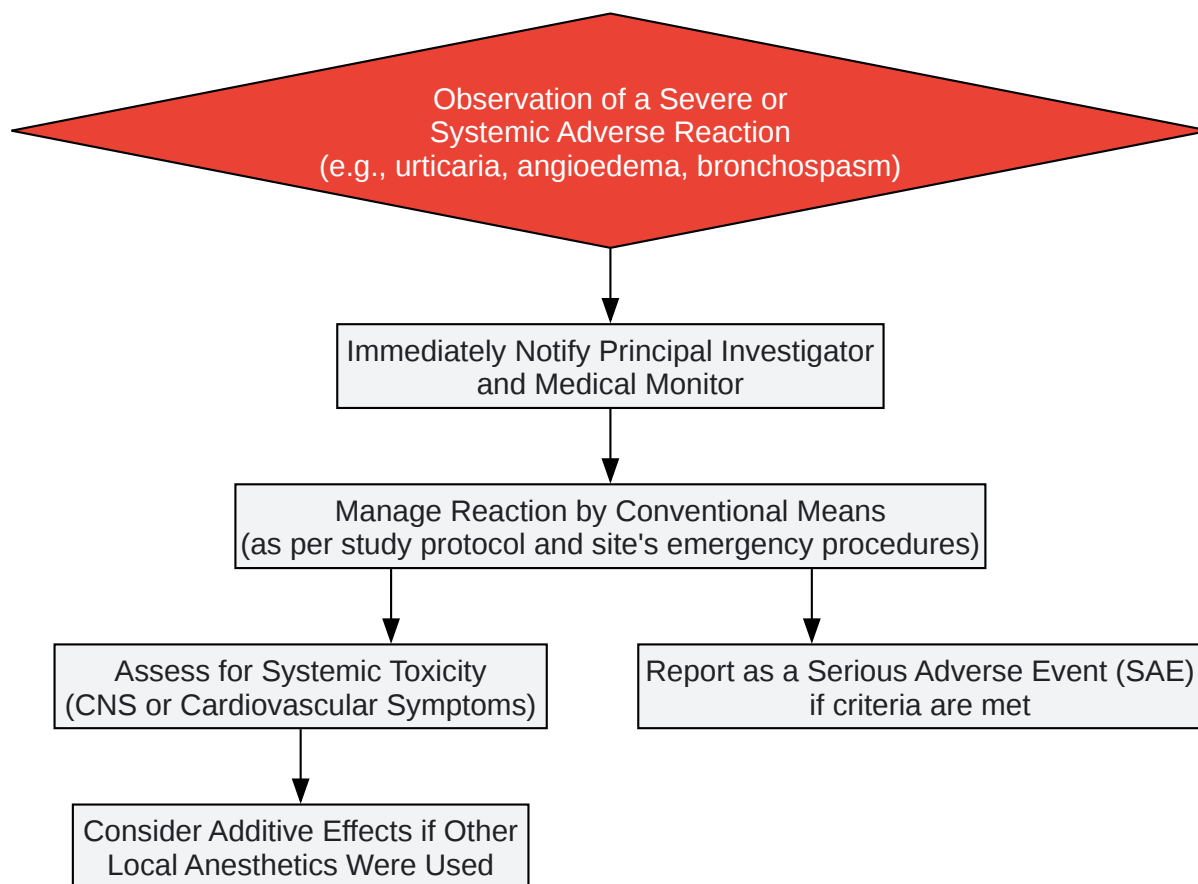 Observation of a Severe or
Systemic Adverse Reaction
(e.g., urticaria, angioedema, bronchospasm)
Immediately Notify Principal Investigator
and Medical Monitor
Manage Reaction by Conventional Means
(as per study protocol and site's emergency procedures)
Assess for Systemic Toxicity
(CNS or Cardiovascular Symptoms)
Report as a Serious Adverse Event (SAE)
if criteria are met
Consider Additive Effects if Other
Local Anesthetics Were Used